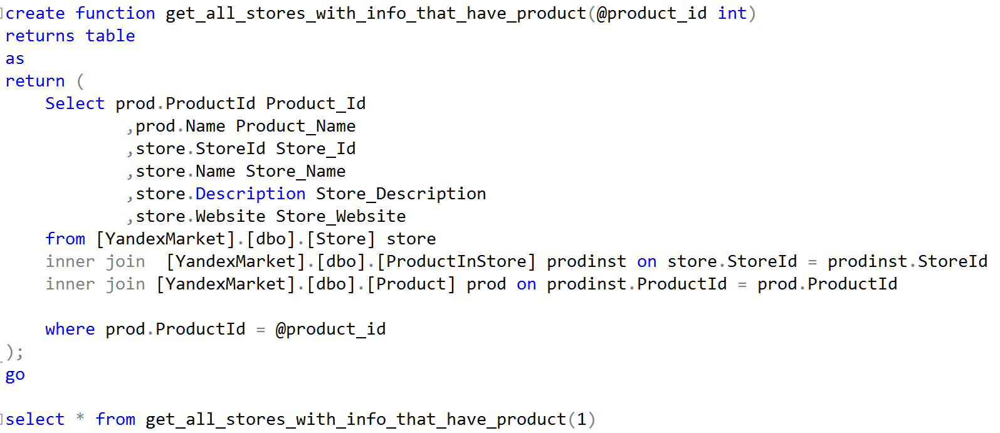 create function get_all_stores_with_info_that_have_product(@product_id int)
returns table
as
return (
    Select prod.ProductId Product_Id
            ,prod.Name Product_Name
            ,store.StoreId Store_Id
            ,store.Name Store_Name
            ,store.Description Store_Description
            ,store.Website Store_Website
    from [YandexMarket].[dbo].[Store] store
    inner join  [YandexMarket].[dbo].[ProductInStore] prodinst on store.StoreId = prodinst.StoreId
    inner join [YandexMarket].[dbo].[Product] prod on prodinst.ProductId = prod.ProductId

    where prod.ProductId = @product_id
);
go

select * from get_all_stores_with_info_that_have_product(1)